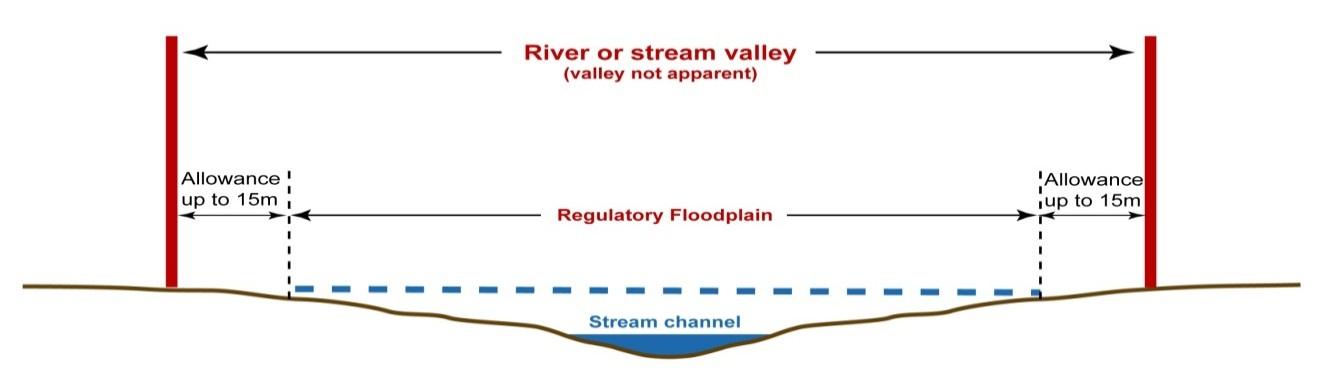 River or stream valley
(valley not apparent)
Allowance
up to 15m
Allowance
up to 15m
Regulatory Floodplain
Stream channel